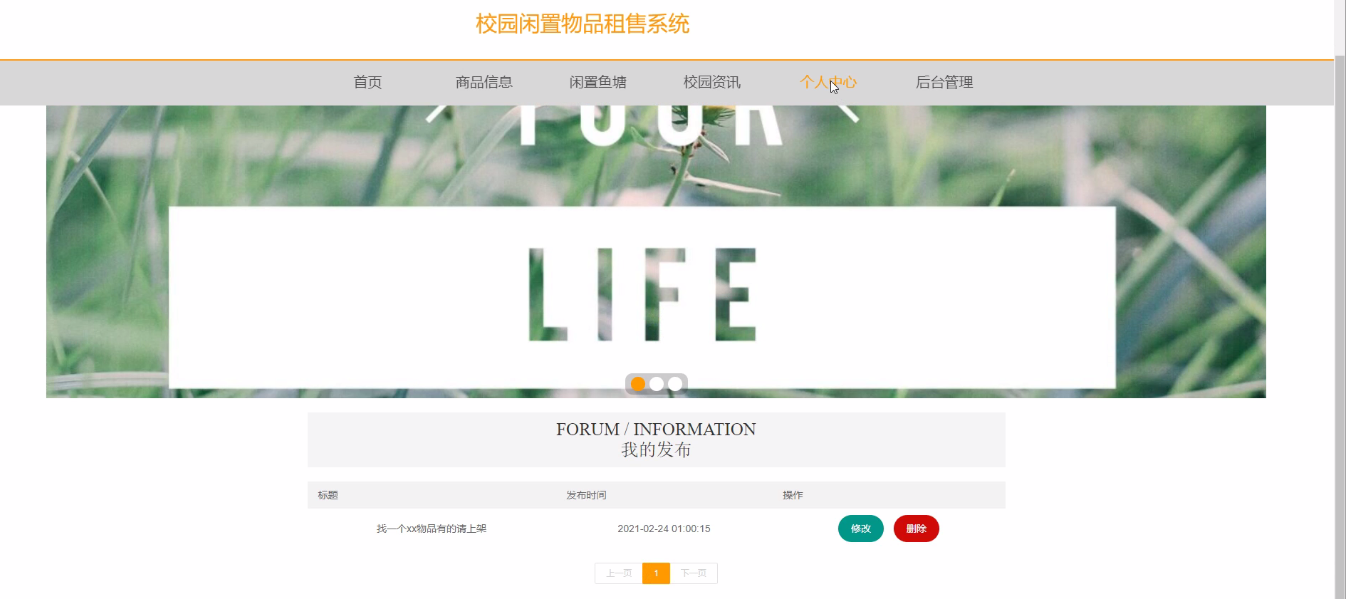 校园闲置物品租售系统
首页 商品信息 闲置鱼塘 校园资讯 个人中心 后台管理
YOUR
LIFE
FORUM / INFORMATION
我的发布
标题 发布时间 操作
找一个xx物品有的请上架 2021-02-24 01:00:15 修改 删除
上一页 1 下一页